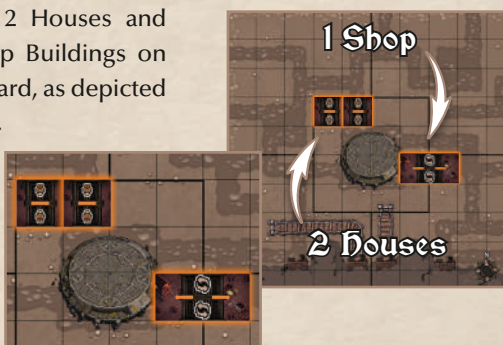 2 Houses and
p Buildings on
ard, as depicted
.
1 Shop
2 Houses